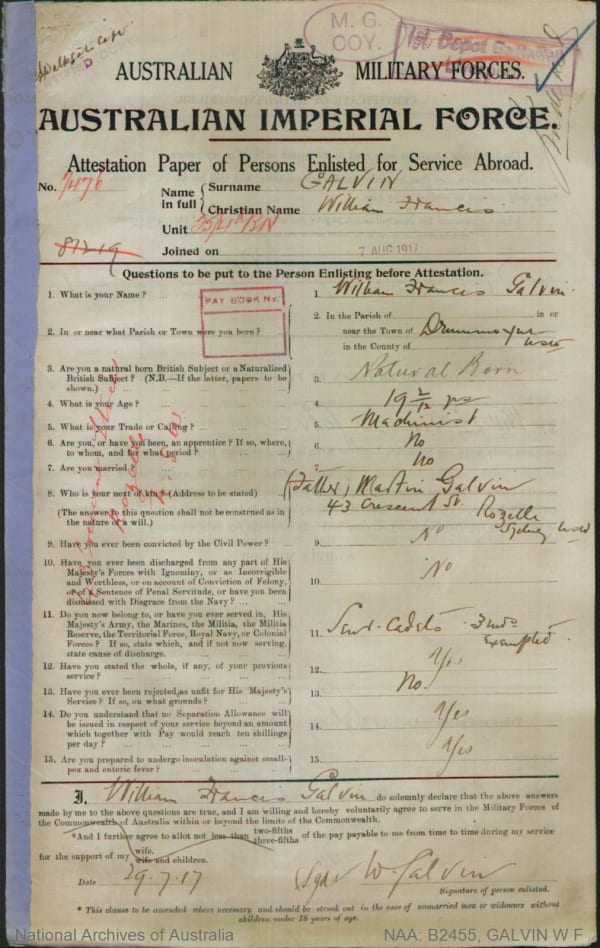 M. G.
COY.
1st. Depot Battalion
AUSTRALIAN MILITARY FORCES.
AUSTRALIAN IMPERIAL FORCE.
Attestation Paper of Persons Enlisted for Service Abroad.
No. 7476
Name in full { Surname GALVIN
Christian Name William Francis
Unit
81219
Joined on 7 AUG 1917
Questions to be put to the Person Enlisting before Attestation.
PAY BOOK No.
1. What is your Name? 1. William Francis Galvin.
2. In or near what Parish or Town were you born? 2. In the Parish of in or
near the Town of Drummoyne
in the County of NSW
3. Are you a natural born British Subject or a Naturalized
British Subject? (N.B.—If the latter, papers to be
shown.) 3. Natural Born
4. What is your Age? 4. 19 2/12 yrs
5. What is your Trade or Calling? 5. Machinist
6. Are you, or have you been, an apprentice? If so, where,
to whom, and for what period? 6. No
7. Are you married? 7. No
8. Who is your next of kin? (Address to be stated) 8. (Father) Martin Galvin
43 Crescent St. Rozelle
Sydney NSW
(The answer to this question shall not be construed as in
the nature of a will.)
9. Have you ever been convicted by the Civil Power? 9. No
10. Have you ever been discharged from any part of His
Majesty's Forces with Ignominy, or as Incorrigible
and Worthless, or on account of Conviction of Felony,
or of a Sentence of Penal Servitude, or have you been
dismissed with Disgrace from the Navy? 10. No
11. Do you now belong to, or have you ever served in, His
Majesty's Army, the Marines, the Militia, the Militia
Reserve, the Territorial Force, Royal Navy, or Colonial
Forces? If so, state which, and if not now serving,
state cause of discharge. 11. Senr. Cadets
Exempted.
12. Have you stated the whole, if any, of your previous
service? 12. Yes
13. Have you ever been rejected as unfit for His Majesty's
Service? If so, on what grounds? 13. No.
14. Do you understand that no Separation Allowance will
be issued in respect of your service beyond an amount
which together with Pay would reach ten shillings
per day? 14. Yes
15. Are you prepared to undergo inoculation against small-
pox and enteric fever? 15. Yes
I, William Francis Galvin do solemnly declare that the above answers
made by me to the above questions are true, and I am willing and hereby voluntarily agree to serve in the Military Forces of
the Commonwealth of Australia within or beyond the limits of the Commonwealth.
*And I further agree to allot not less than two-fifths three-fifths of the pay payable to me from time to time during my service
for the support of my wife. wife and children.
Date 29.7.17 W. Galvin
Signature of person enlisted.
* This clause to be amended where necessary and should be struck out in the case of unmarried men or widowers without
children under 18 years of age.
National Archives of Australia NAA: B2455, GALVIN W F